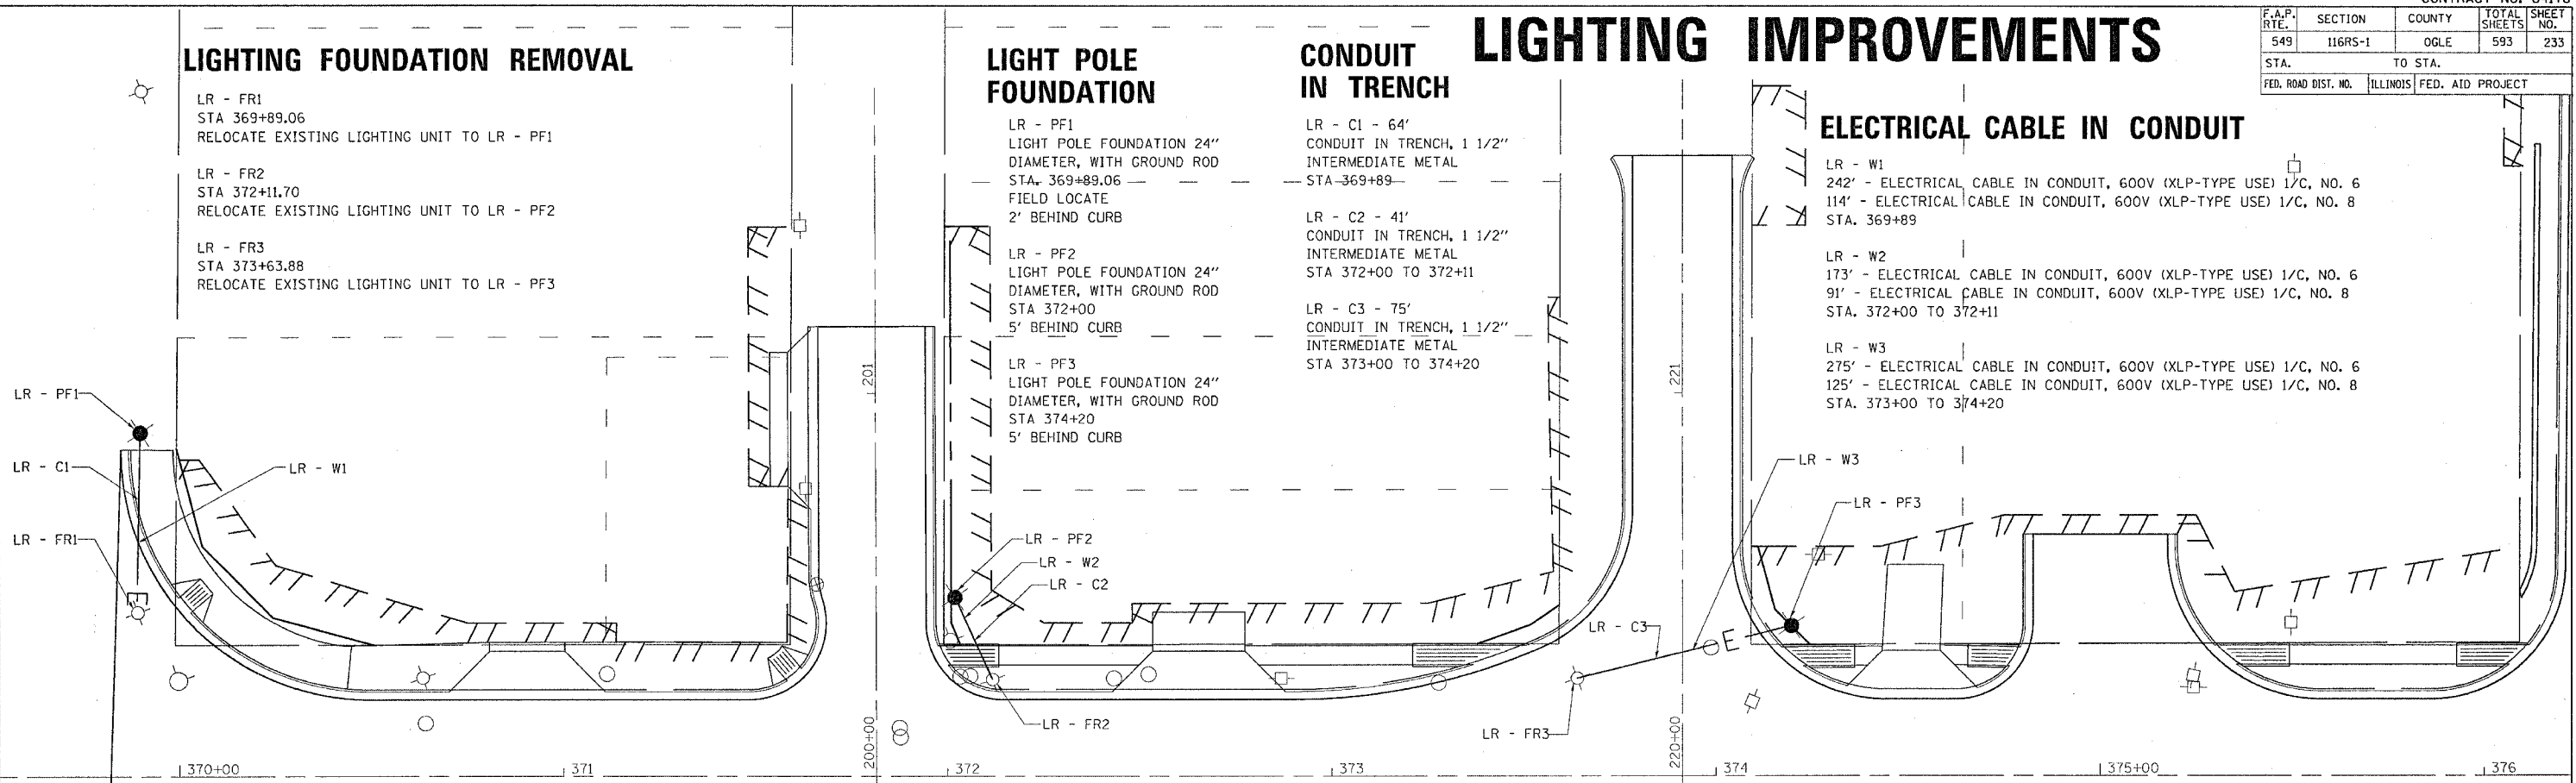 LIGHTING IMPROVEMENTS
F.A.P. RTE. SECTION COUNTY TOTAL SHEETS SHEET NO.
549 116RS-1 OGLE 593 233
STA. TO STA.
FED. ROAD DIST. NO. ILLINOIS FED. AID PROJECT
LIGHTING FOUNDATION REMOVAL
LR - FR1
STA 369+89.06
RELOCATE EXISTING LIGHTING UNIT TO LR - PF1
LR - FR2
STA 372+11.70
RELOCATE EXISTING LIGHTING UNIT TO LR - PF2
LR - FR3
STA 373+63.88
RELOCATE EXISTING LIGHTING UNIT TO LR - PF3
LIGHT POLE
FOUNDATION
LR - PF1
LIGHT POLE FOUNDATION 24"
DIAMETER, WITH GROUND ROD
STA. 369+89.06
FIELD LOCATE
2' BEHIND CURB
LR - PF2
LIGHT POLE FOUNDATION 24"
DIAMETER, WITH GROUND ROD
STA 372+00
5' BEHIND CURB
LR - PF3
LIGHT POLE FOUNDATION 24"
DIAMETER, WITH GROUND ROD
STA 374+20
5' BEHIND CURB
CONDUIT
IN TRENCH
LR - C1 - 64'
CONDUIT IN TRENCH, 1 1/2"
INTERMEDIATE METAL
STA 369+89
LR - C2 - 41'
CONDUIT IN TRENCH, 1 1/2"
INTERMEDIATE METAL
STA 372+00 TO 372+11
LR - C3 - 75'
CONDUIT IN TRENCH, 1 1/2"
INTERMEDIATE METAL
STA 373+00 TO 374+20
ELECTRICAL CABLE IN CONDUIT
LR - W1
242' - ELECTRICAL CABLE IN CONDUIT, 600V (XLP-TYPE USE) 1/C, NO. 6
114' - ELECTRICAL CABLE IN CONDUIT, 600V (XLP-TYPE USE) 1/C, NO. 8
STA. 369+89
LR - W2
173' - ELECTRICAL CABLE IN CONDUIT, 600V (XLP-TYPE USE) 1/C, NO. 6
91' - ELECTRICAL CABLE IN CONDUIT, 600V (XLP-TYPE USE) 1/C, NO. 8
STA. 372+00 TO 372+11
LR - W3
275' - ELECTRICAL CABLE IN CONDUIT, 600V (XLP-TYPE USE) 1/C, NO. 6
125' - ELECTRICAL CABLE IN CONDUIT, 600V (XLP-TYPE USE) 1/C, NO. 8
STA. 373+00 TO 374+20
LR - PF1
LR - C1
LR - W1
LR - FR1
201
LR - PF2
LR - W2
LR - C2
LR - FR2
221
LR - W3
LR - PF3
LR - C3
E
LR - FR3
200+00
220+00
370+00
371
372
373
374
375+00
376